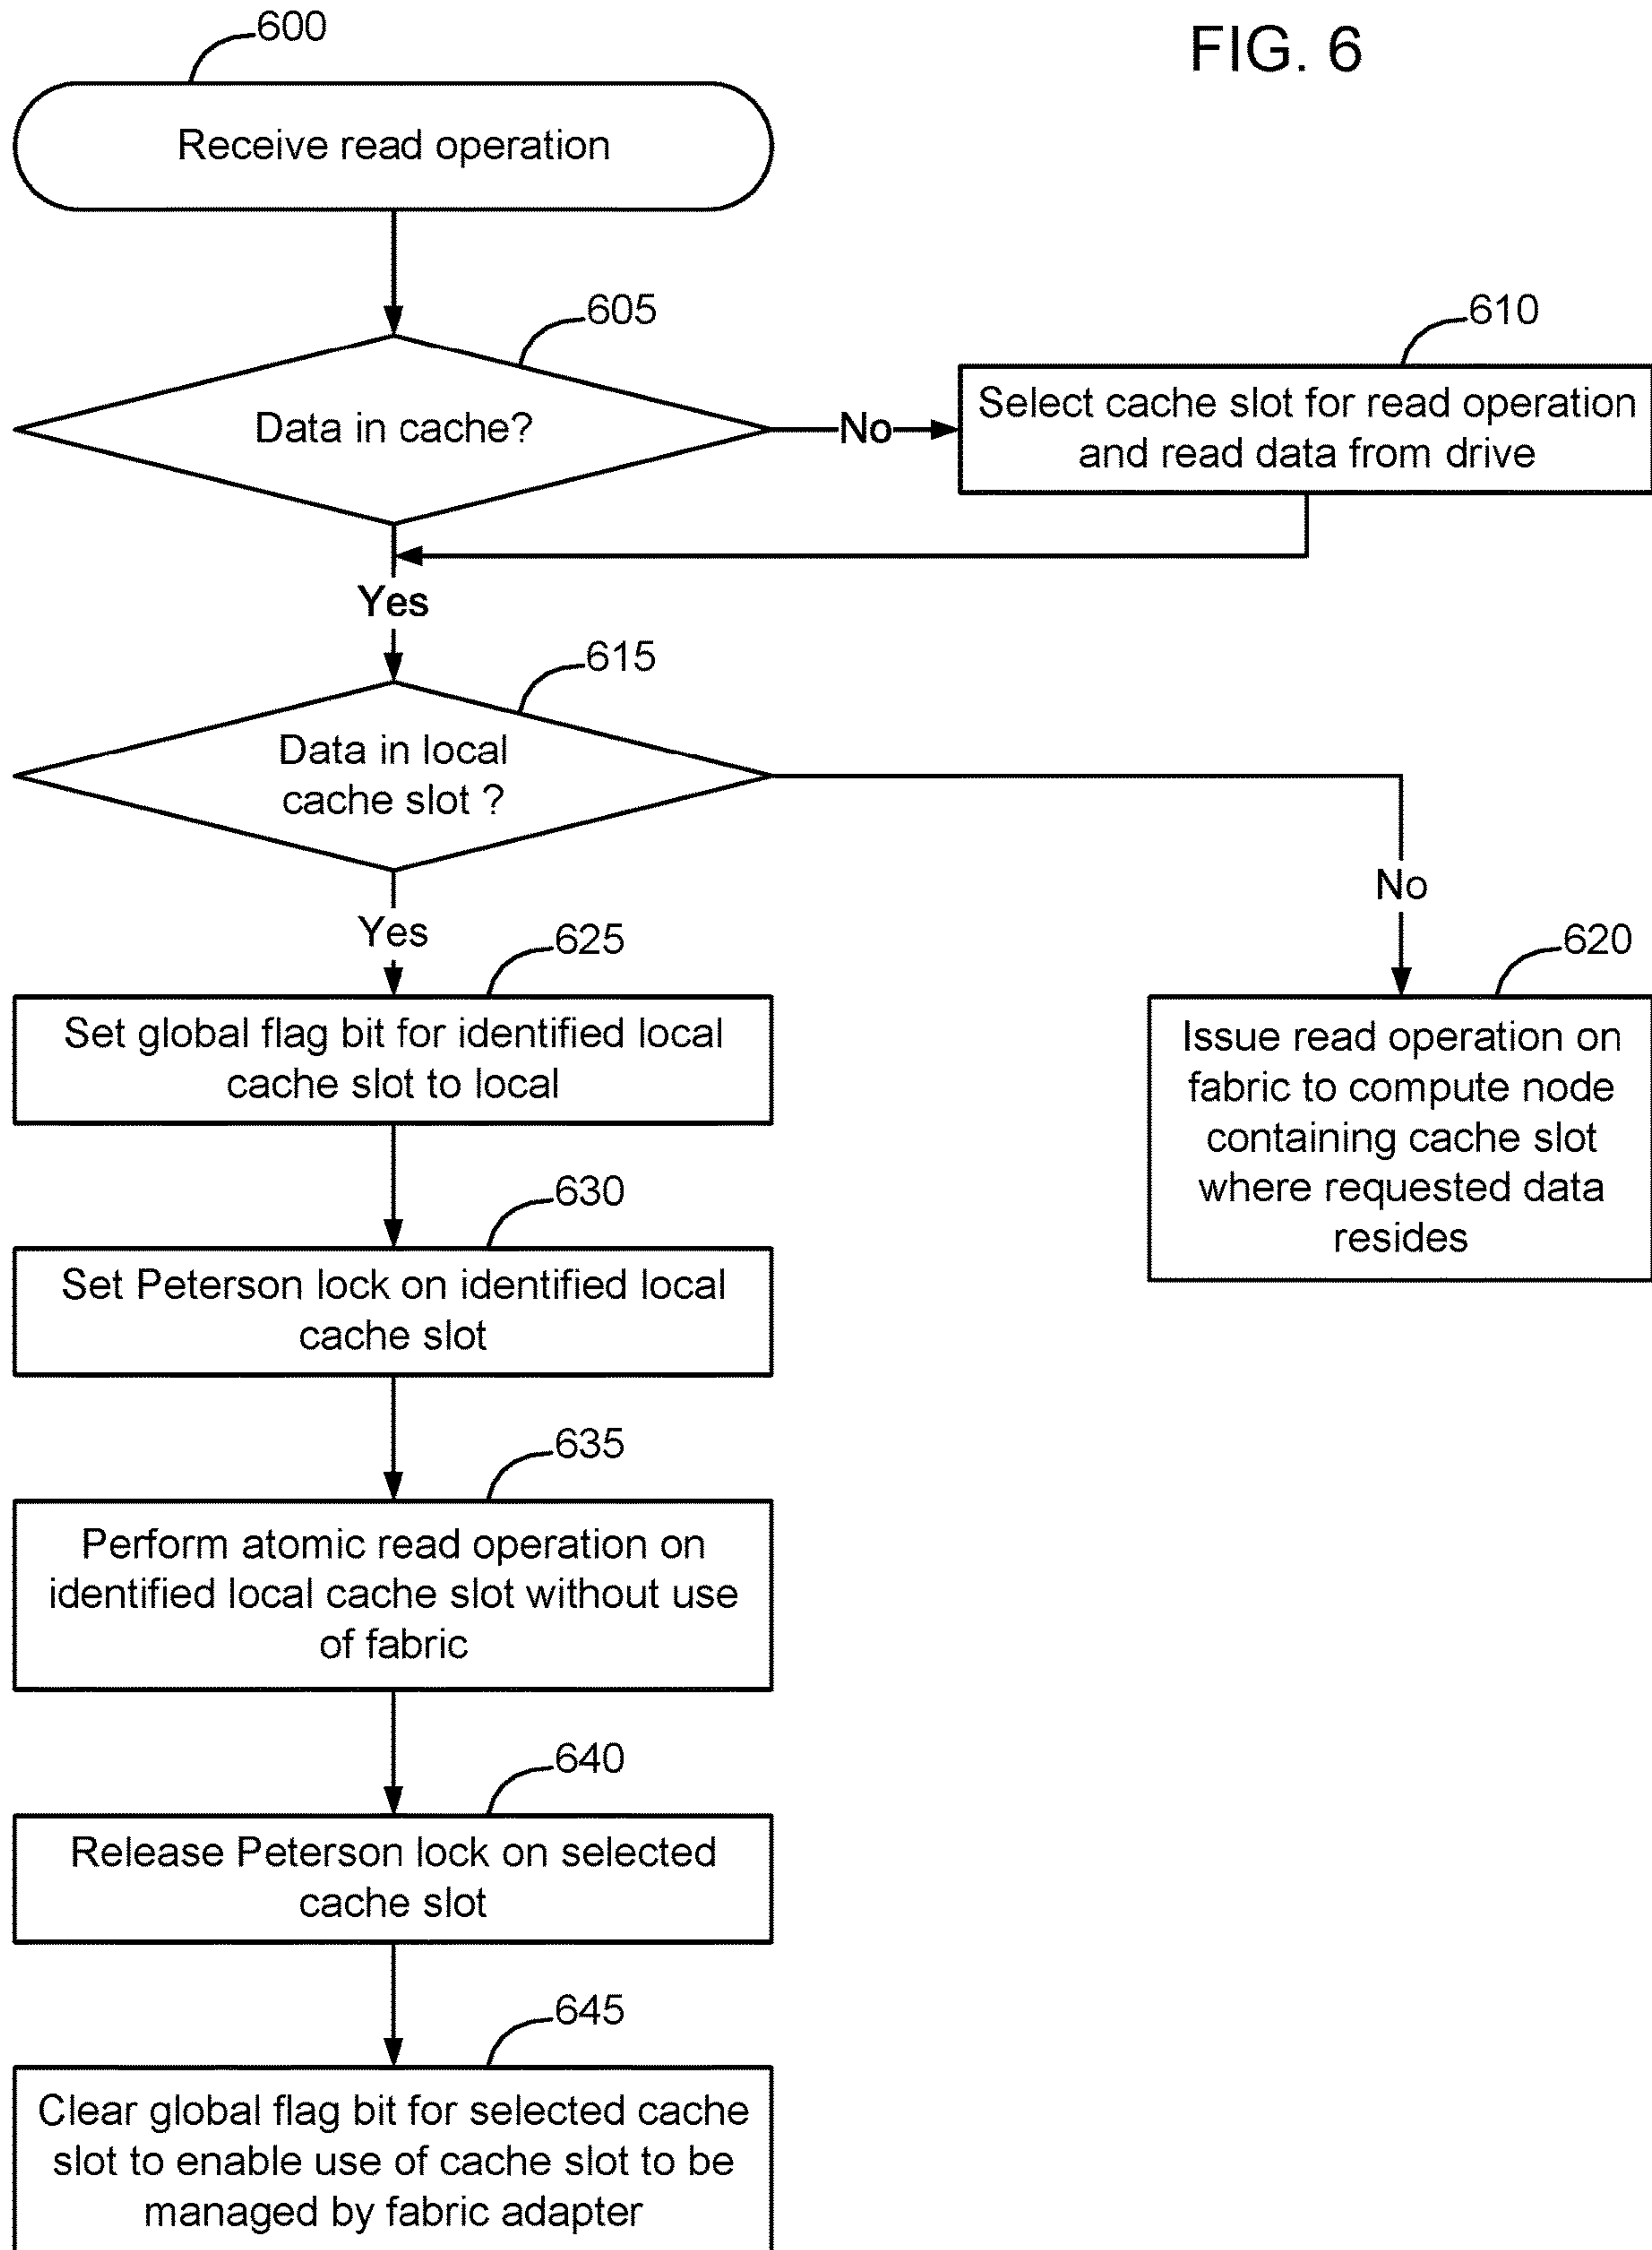 FIG. 6
600
Receive read operation
605
Data in cache?
No
610
Select cache slot for read operation
and read data from drive
Yes
615
Data in local
cache slot ?
No
Yes
620
Issue read operation on
fabric to compute node
containing cache slot
where requested data
resides
625
Set global flag bit for identified local
cache slot to local
630
Set Peterson lock on identified local
cache slot
635
Perform atomic read operation on
identified local cache slot without use
of fabric
640
Release Peterson lock on selected
cache slot
645
Clear global flag bit for selected cache
slot to enable use of cache slot to be
managed by fabric adapter